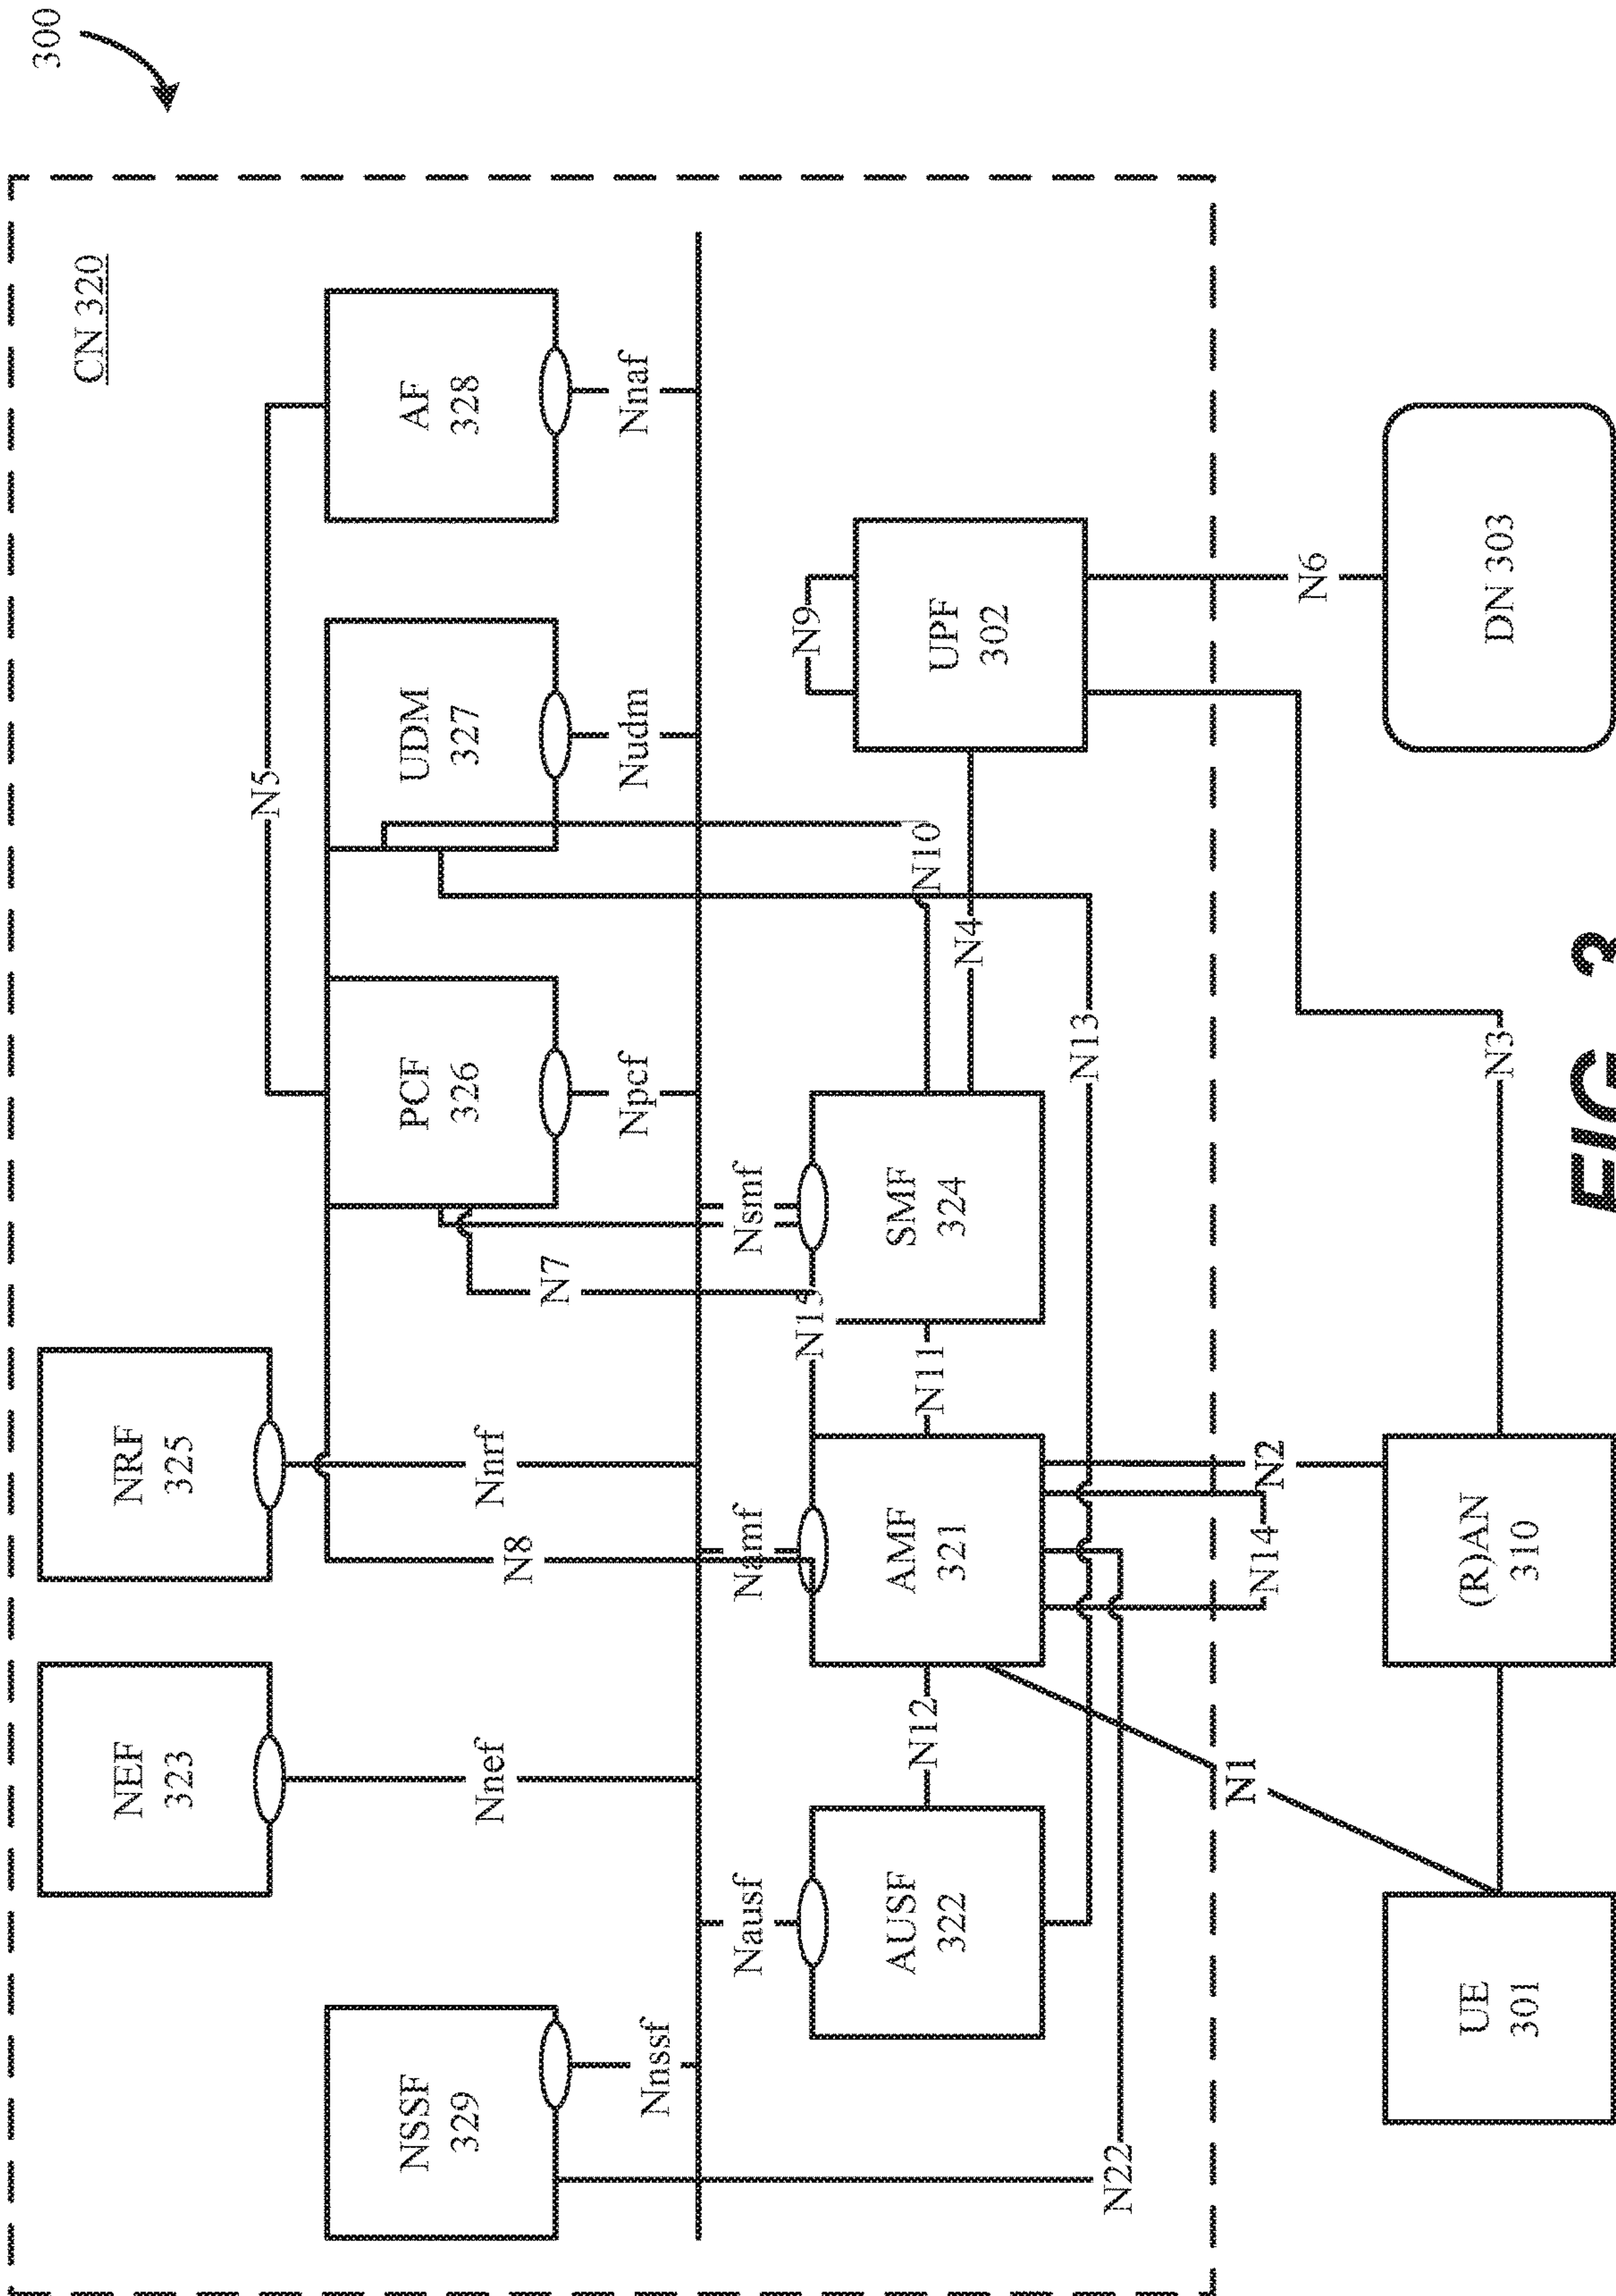 300
CN 320
NEF
323
NRF
325
N5
NSSF
329
PCF
326
UDM
327
AF
328
Nnef
Nnrf
N8
N7
Nnssf
Npcf
Nudm
Nnaf
Nausf
Namf
Nsmf
N15
N9
AUSF
322
N12
AMF
321
N11
SMF
324
N10
N4
UPF
302
N13
N22
N1
N14
N2
N6
UE
301
(R)AN
310
N3
DN 303
FIG. 3